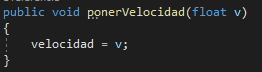 public void ponerVelocidad(float v)
{
velocidad = v;
}